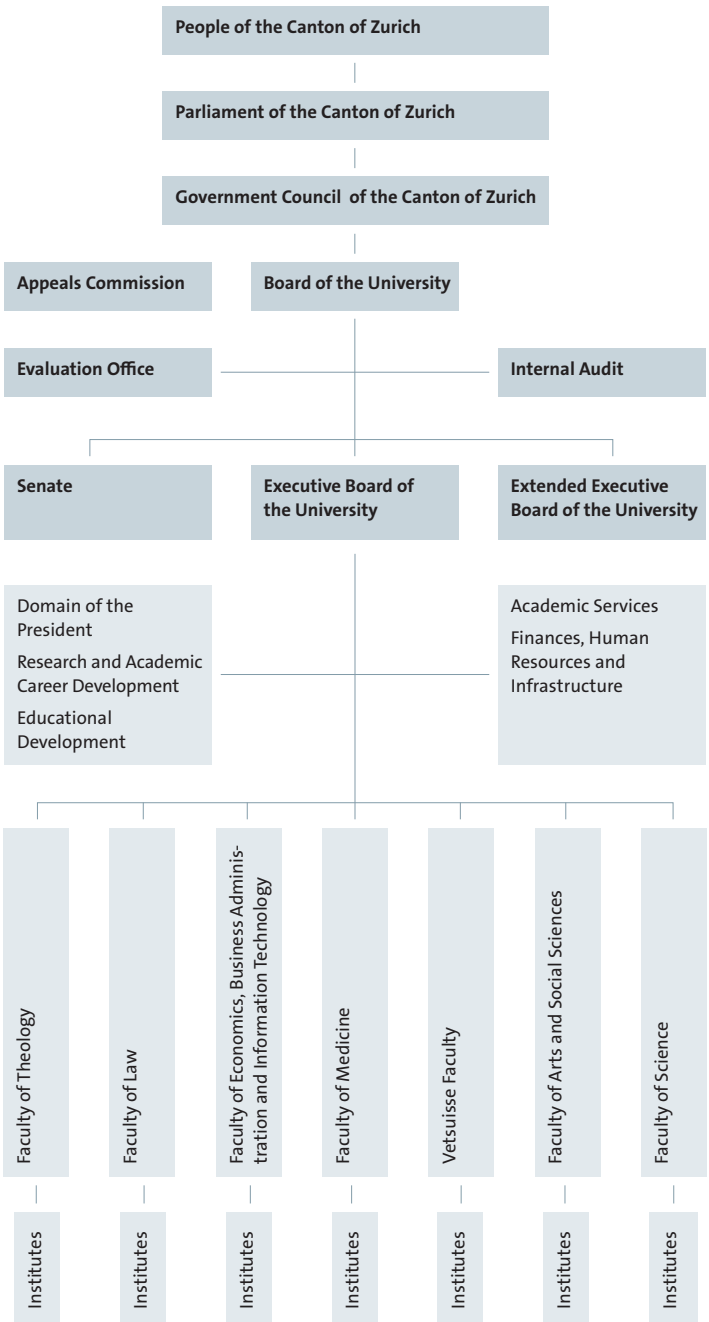 People of the Canton of Zurich
Parliament of the Canton of Zurich
Government Council of the Canton of Zurich
Appeals Commission
Board of the University
Evaluation Office
Internal Audit
Senate
Executive Board of
the University
Extended Executive
Board of the University
Domain of the
President
Research and Academic
Career Development
Educational
Development
Academic Services
Finances, Human
Resources and
Infrastructure
Faculty of Theology
Faculty of Law
Faculty of Economics, Business Adminis-
tration and Information Technology
Faculty of Medicine
Vetsuisse Faculty
Faculty of Arts and Social Sciences
Faculty of Science
Institutes
Institutes
Institutes
Institutes
Institutes
Institutes
Institutes